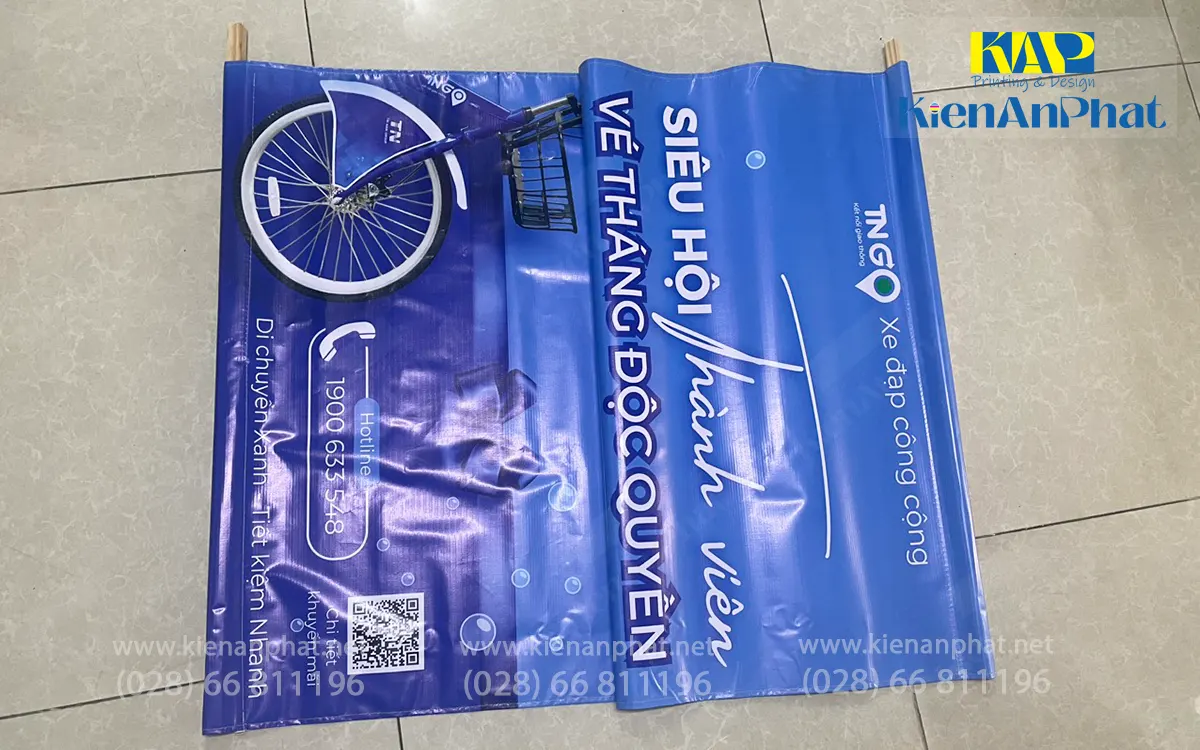 KAP
Printing & Design
KienAnPhat
TNGO
Kết nối giao thông
Xe đạp công cộng
SIÊU HỘI Thành viên
VÉ THÁNG ĐỘC QUYỀN
TNGO
TN
Hotline
1900 633 548
Chi tiết
khuyến mãi
Di chuyển Xanh - Tiết kiệm Nhanh
www.kienanphat.net
(028) 66 811196
www.kienanphat.net
(028) 66 811196
www.kienanphat.net
(028) 66 811196